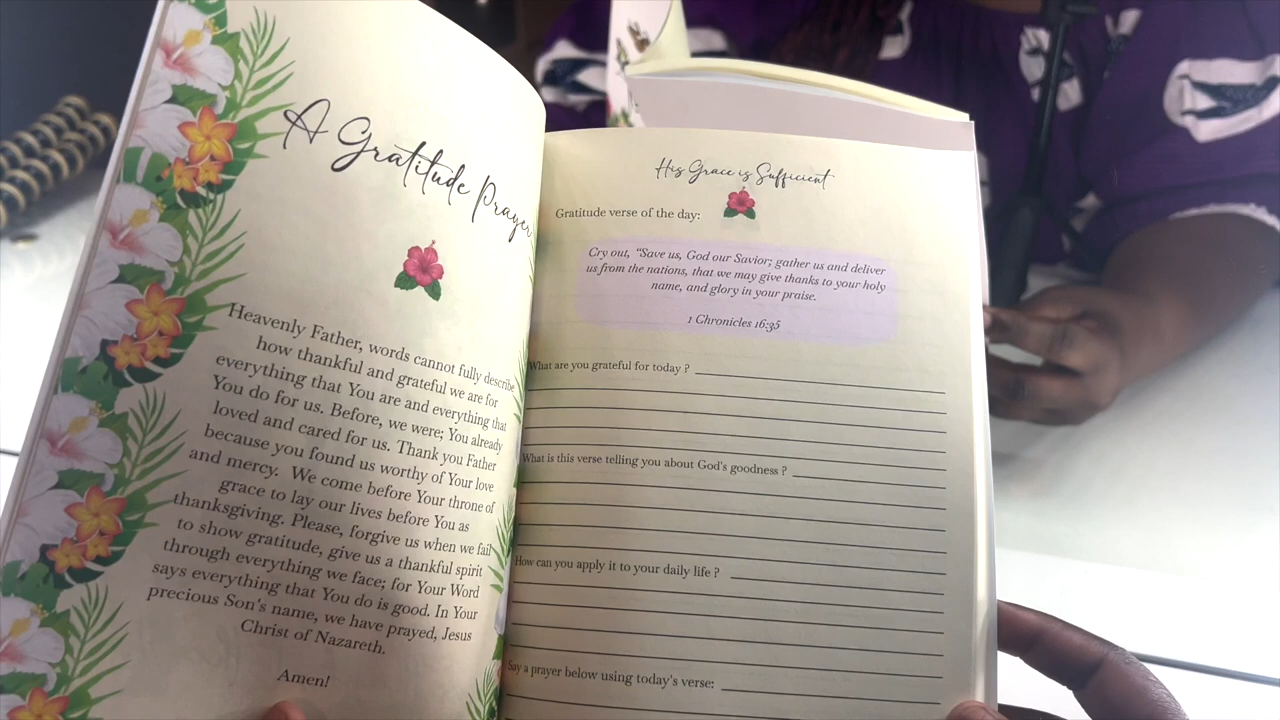 A Gratitude Prayer
Heavenly Father, words cannot fully describe
how thankful and grateful we are for
everything that You are and everything that
You do for us. Before, we were; You already
loved and cared for us. Thank you Father
because you found us worthy of Your love
and mercy. We come before Your throne of
grace to lay our lives before You as
thanksgiving. Please, forgive us when we fail
to show gratitude, give us a thankful spirit
through everything we face; for Your Word
says everything that You do is good. In Your
precious Son's name, we have prayed, Jesus
Christ of Nazareth.
Amen!
His Grace is Sufficient
Gratitude verse of the day:
Cry out, “Save us, God our Savior; gather us and deliver
us from the nations, that we may give thanks to your holy
name, and glory in your praise.
1 Chronicles 16:35
What are you grateful for today ?
What is this verse telling you about God's goodness ?
How can you apply it to your daily life ?
Say a prayer below using today's verse: